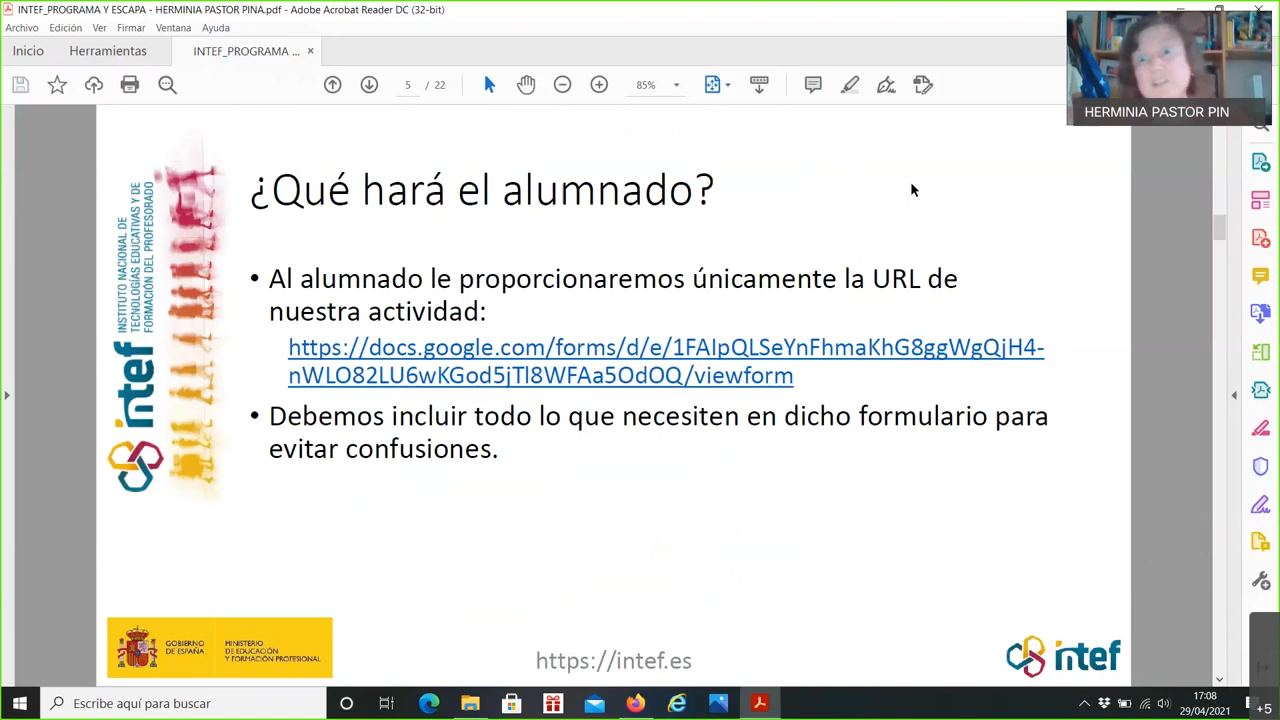 INTEF_PROGRAMA Y ESCAPA - HERMINIA PASTOR PINA.pdf - Adobe Acrobat Reader DC (32-bit)
Archivo Edición Ver Firmar Ventana Ayuda
Inicio Herramientas INTEF_PROGRAMA ... ×
5 / 22 85%
HERMINIA PASTOR PIN
INSTITUTO NACIONAL DE
TECNOLOGÍAS EDUCATIVAS Y DE
FORMACIÓN DEL PROFESORADO
intef
¿Qué hará el alumnado?
• Al alumnado le proporcionaremos únicamente la URL de
nuestra actividad:
https://docs.google.com/forms/d/e/1FAIpQLSeYnFhmaKhG8ggWgQjH4-
nWLO82LU6wKGod5jTl8WFAa5OdOQ/viewform
• Debemos incluir todo lo que necesiten en dicho formulario para
evitar confusiones.
GOBIERNO
DE ESPAÑA
MINISTERIO
DE EDUCACIÓN
Y FORMACIÓN PROFESIONAL
https://intef.es
intef
Escribe aquí para buscar
17:08
29/04/2021
+5